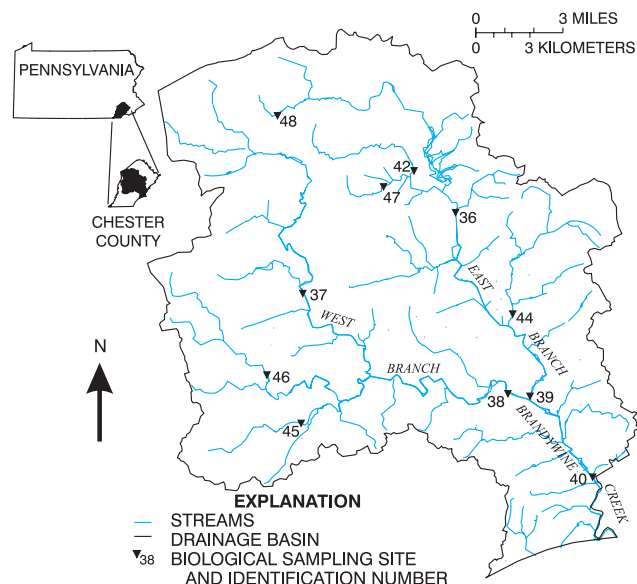 0 3 MILES
0 3 KILOMETERS
PENNSYLVANIA
CHESTER
COUNTY
48
42
47
36
EAST
37
WEST
44
BRANCH
46
BRANCH
38
39
45
BRANDYWINE
40
CREEK
N
EXPLANATION
STREAMS
DRAINAGE BASIN
38 BIOLOGICAL SAMPLING SITE
AND IDENTIFICATION NUMBER